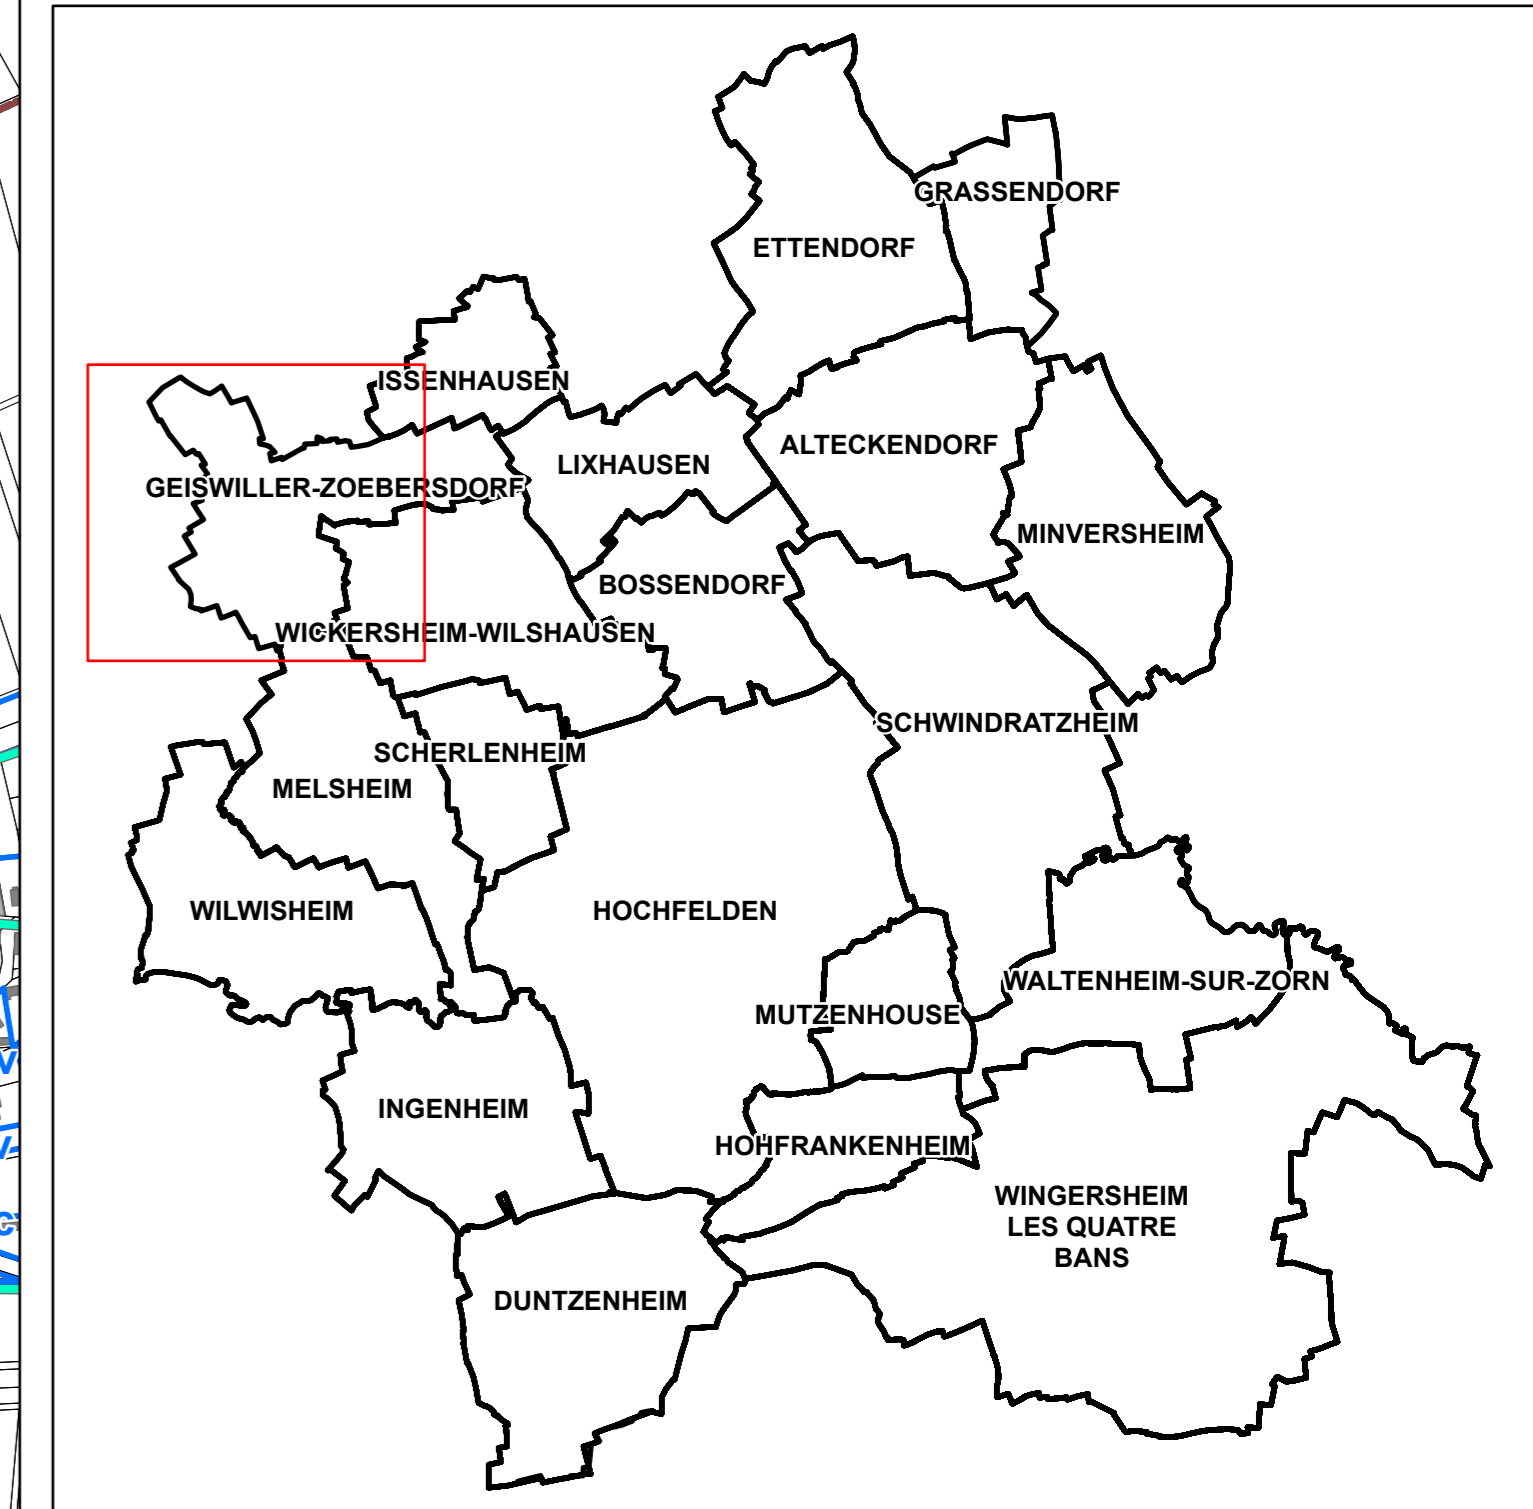 GRASSENDORF
ETTENDORF
ISSENHAUSEN
ALTECKENDORF
LIXHAUSEN
GEISWILLER-ZOEBERSDORF
MINVERSHEIM
BOSSENDORF
WICKERSHEIM-WILSHAUSEN
SCHWINDRATZHEIM
SCHERLENHEIM
MELSHEIM
WILWISHEIM
HOCHFELDEN
WALTENHEIM-SUR-ZORN
MUTZENHOUSE
INGENHEIM
HOHFRANKENHEIM
WINGERSHEIM
LES QUATRE
BANS
DUNTZENHEIM